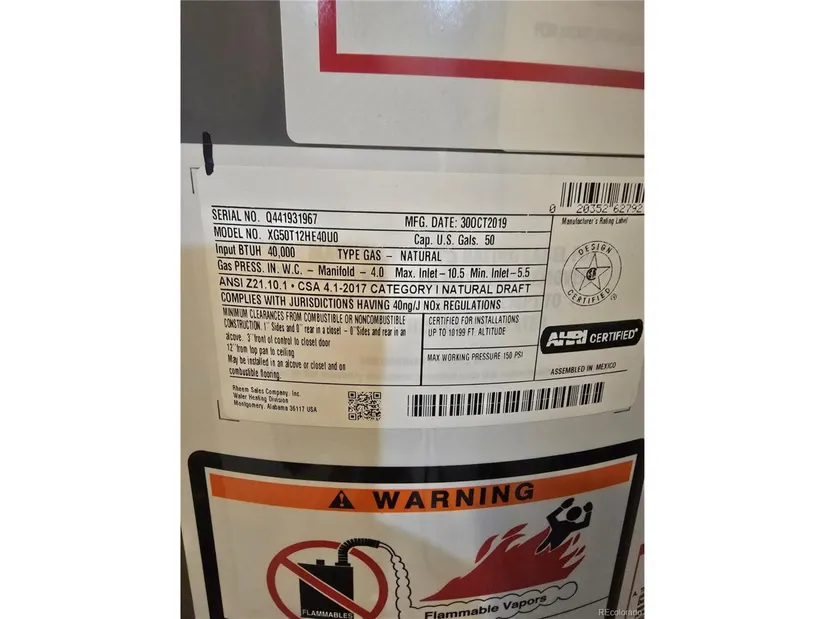 0 20352 62792
SERIAL NO. Q441931967 MFG. DATE: 30OCT2019
Manufacturer's Rating Label
MODEL NO. XG50T12HE40U0 Cap. U.S. Gals. 50
Input BTUH 40,000 TYPE GAS - NATURAL
Gas PRESS. IN. W.C. - Manifold - 4.0 Max. Inlet - 10.5 Min. Inlet - 5.5
ANSI Z21.10.1 • CSA 4.1-2017 CATEGORY I NATURAL DRAFT
COMPLIES WITH JURISDICTIONS HAVING 40ng/J NOx REGULATIONS
DESIGN
CERTIFIED
MINIMUM CLEARANCES FROM COMBUSTIBLE OR NONCOMBUSTIBLE
CONSTRUCTION. 1" Sides and 0" rear in a closet - 0" Sides and rear in an
alcove. 3" front of control to closet door
12" from top pan to ceiling
May be installed in an alcove or closet and on
combustible flooring.
CERTIFIED FOR INSTALLATIONS
UP TO 10199 FT. ALTITUDE
MAX WORKING PRESSURE 150 PSI
AHRI CERTIFIED®
ASSEMBLED IN MEXICO
Rheem Sales Company, Inc.
Water Heating Division
Montgomery, Alabama 36117 USA
WARNING
FLAMMABLES
Flammable Vapors
REcolorado